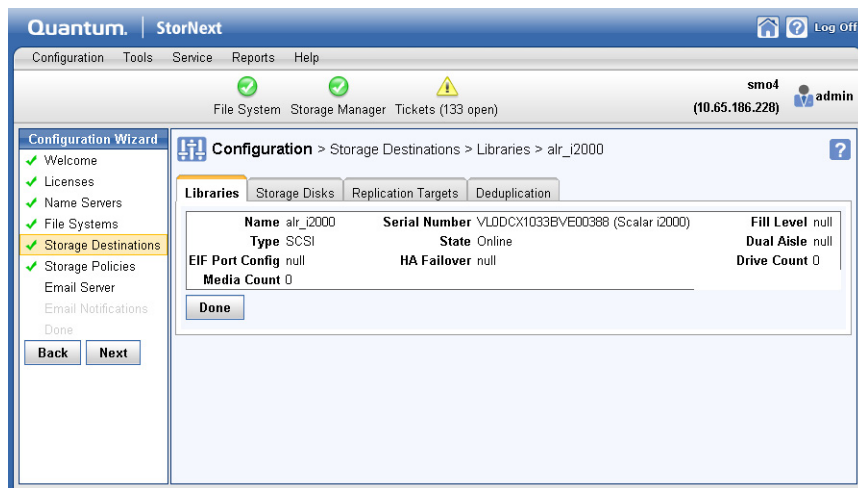 Quantum. StorNext
Log Off
Configuration Tools Service Reports Help
File System Storage Manager Tickets (133 open)
smo4
(10.65.186.228)
admin
Configuration Wizard
Welcome
Licenses
Name Servers
File Systems
Storage Destinations
Storage Policies
Email Server
Email Notifications
Done
Back Next
Configuration > Storage Destinations > Libraries > alr_i2000
?
Libraries Storage Disks Replication Targets Deduplication
Name alr_i2000 Serial Number VL0DCX1033BVE00388 (Scalar i2000) Fill Level null
Type SCSI State Online Dual Aisle null
EIF Port Config null HA Failover null Drive Count 0
Media Count 0
Done